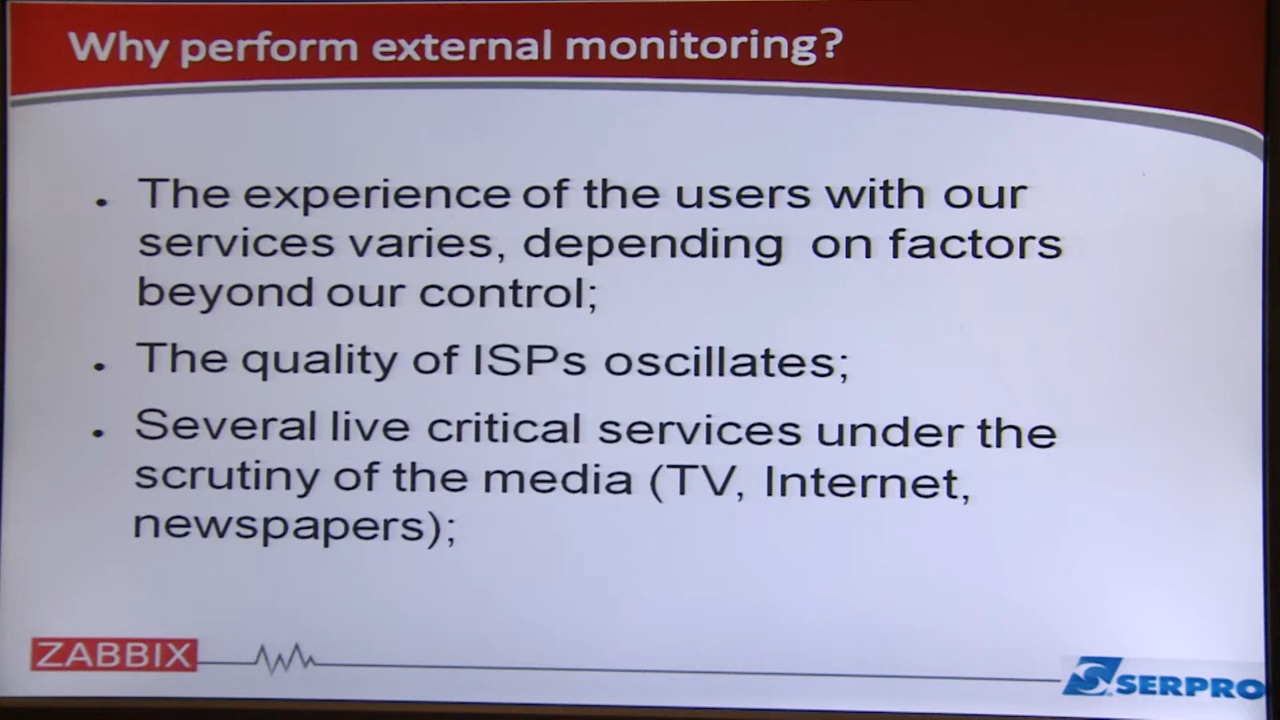 Why perform external monitoring?
. The experience of the users with our
services varies, depending on factors
beyond our control;
. The quality of ISPs oscillates;
. Several live critical services under the
scrutiny of the media (TV, Internet,
newspapers);
ZABBIX
SERPRO